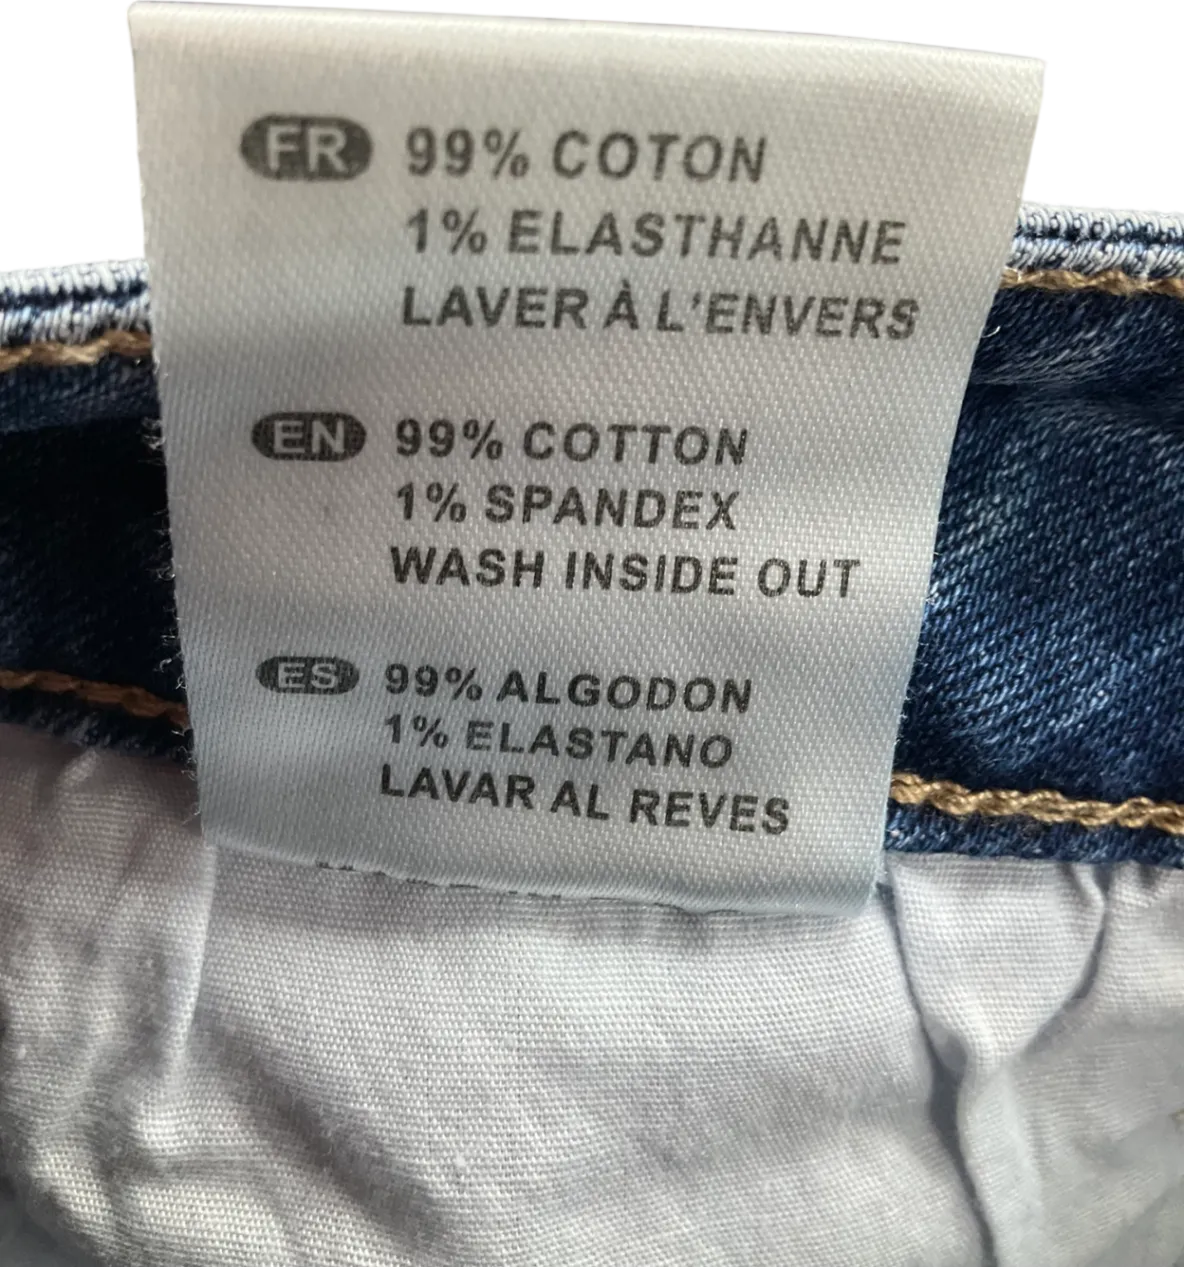 FR 99% COTON
1% ELASTHANNE
LAVER À L'ENVERS
EN 99% COTTON
1% SPANDEX
WASH INSIDE OUT
ES 99% ALGODON
1% ELASTANO
LAVAR AL REVES